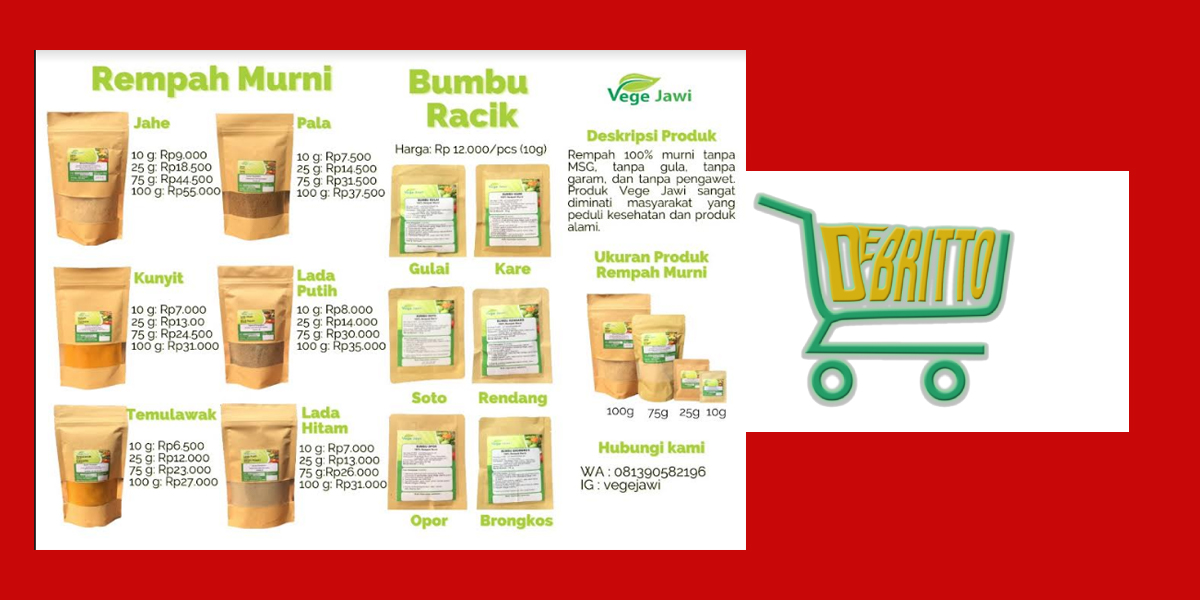 Rempah Murni
Jahe
10 g: Rp9.000
25 g: Rp18.500
75 g: Rp44.500
100 g: Rp55.000
Pala
10 g: Rp7.500
25 g: Rp14.500
75 g: Rp31.500
100 g: Rp37.500
Kunyit
10 g: Rp7.000
25 g: Rp13.00
75 g: Rp24.500
100 g: Rp31.000
Lada
Putih
10 g: Rp8.000
25 g: Rp14.000
75 g: Rp30.000
100 g: Rp35.000
Temulawak
10 g: Rp6.500
25 g: Rp12.000
75 g: Rp23.000
100 g: Rp27.000
Lada
Hitam
10 g: Rp7.000
25 g: Rp13.000
75 g:Rp26.000
100 g: Rp31.000
Bumbu
Racik
Harga: Rp 12.000/pcs (10g)
Gulai
Kare
Soto
Rendang
Opor
Brongkos
Vege Jawi
Deskripsi Produk
Rempah 100% murni tanpa
MSG, tanpa gula, tanpa
garam, dan tanpa pengawet.
Produk Vege Jawi sangat
diminati masyarakat yang
peduli kesehatan dan produk
alami.
Ukuran Produk
Rempah Murni
100g 75g 25g 10g
Hubungi kami
WA : 081390582196
IG : vegejawi
DEBRITTO